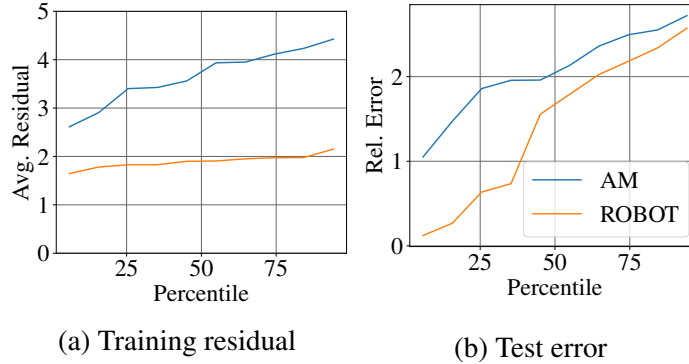 5
4
3
2
1
0
Avg. Residual
25
50
75
Percentile
(a) Training residual
2
1
0
Rel. Error
AM
ROBOT
25
50
75
Percentile
(b) Test error